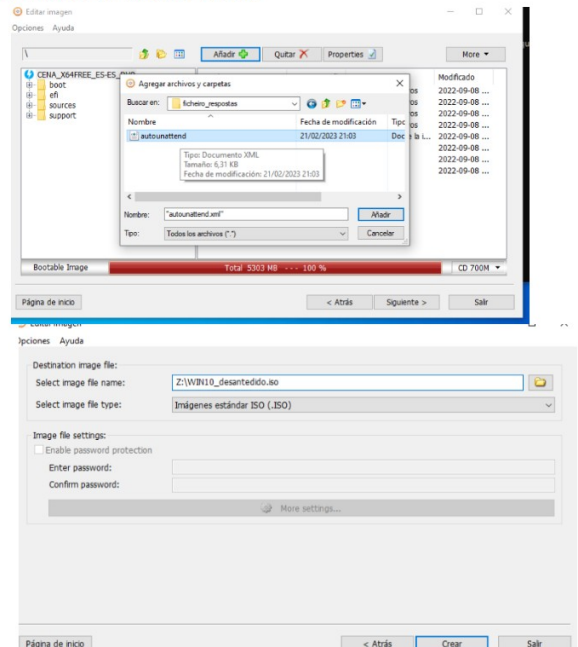 Editar imagen
Opciones Ayuda
\
Añadir
Quitar
Properties
More
CENA_X64FREE_ES-ES_
boot
efi
sources
support
Modificado
2022-09-08 ...
2022-09-08 ...
2022-09-08 ...
2022-09-08 ...
2022-09-08 ...
2022-09-08 ...
2022-09-08 ...
2022-09-08 ...
Agregar archivos y carpetas
Buscar en: ficheiro_respostas
Nombre Fecha de modificación Tipo
autounattend 21/02/2023 21:03
Tipo: Documento XML
Tamaño: 6,31 KB
Fecha de modificación: 21/02/2023 21:03
Nombre: "autounattend.xml" Añadir
Tipo: Todos los archivos (*.*) Cancelar
Bootable Image Total 5303 MB --- 100 % CD 700M
Página de inicio < Atrás Siguiente > Salir
Opciones Ayuda
Destination image file:
Select image file name: Z:\WIN10_desantedido.iso
Select image file type: Imágenes estándar ISO (.ISO)
Image file settings:
Enable password protection
Enter password:
Confirm password:
More settings...
Página de inicio < Atrás Crear Salir